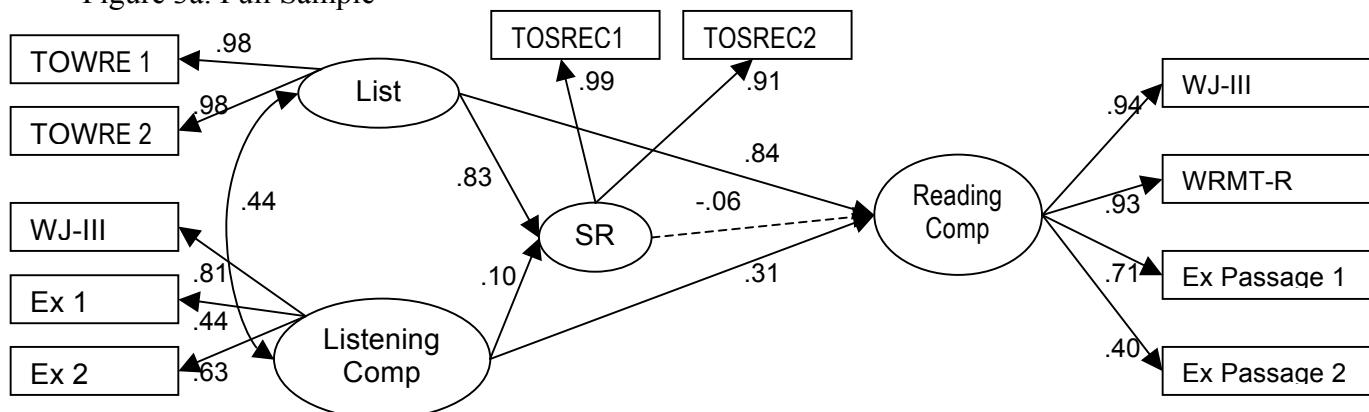 Figure 3a. Full Sample
TOSREC1
TOSREC2
TOWRE 1
.98
List
.99
.91
WJ-III
TOWRE 2
.98
.94
.84
.83
Reading
Comp
WRMT-R
.93
.44
-.06
SR
WJ-III
.81
.10
.31
.71
Ex Passage 1
Ex 1
.44
Listening
Comp
.40
Ex 2
.63
Ex Passage 2